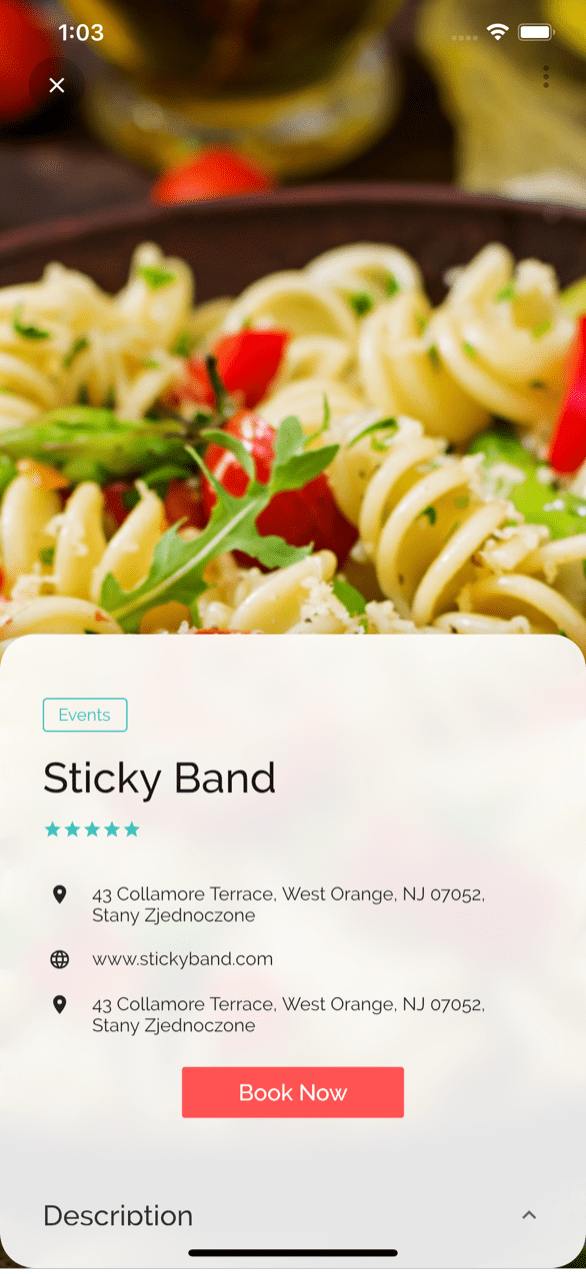 1:03
Events
Sticky Band
43 Collamore Terrace, West Orange, NJ 07052,
Stany Zjednoczone
www.stickyband.com
43 Collamore Terrace, West Orange, NJ 07052,
Stany Zjednoczone
Book Now
Description